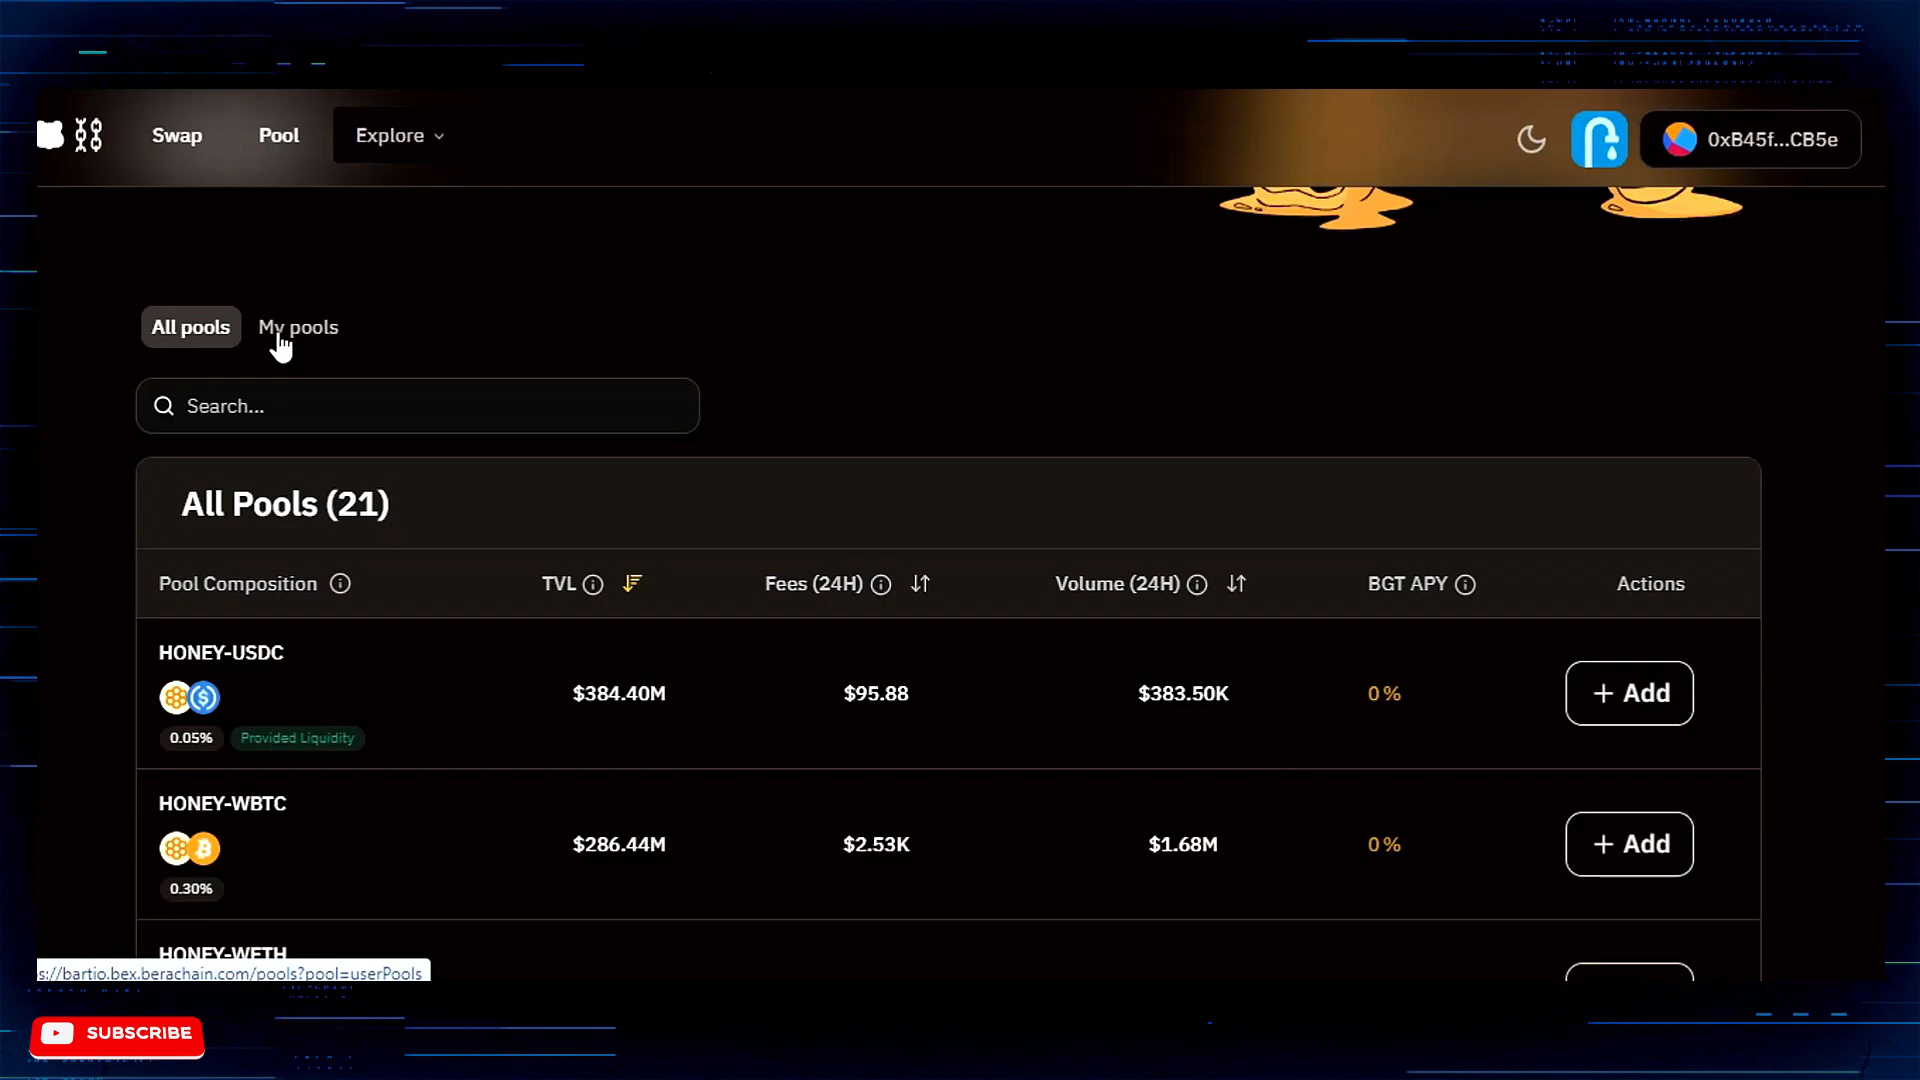 Swap
Pool
Explore
0xB45f...CB5e
All pools
My pools
Search...
All Pools (21)
Pool Composition
TVL
Fees (24H)
Volume (24H)
BGT APY
Actions
HONEY-USDC
$384.40M
$95.88
$383.50K
0 %
+ Add
0.05%
Provided Liquidity
HONEY-WBTC
$286.44M
$2.53K
$1.68M
0 %
+ Add
0.30%
HONEY-WETH
s://bartio.bex.berachain.com/pools?pool=userPools
SUBSCRIBE